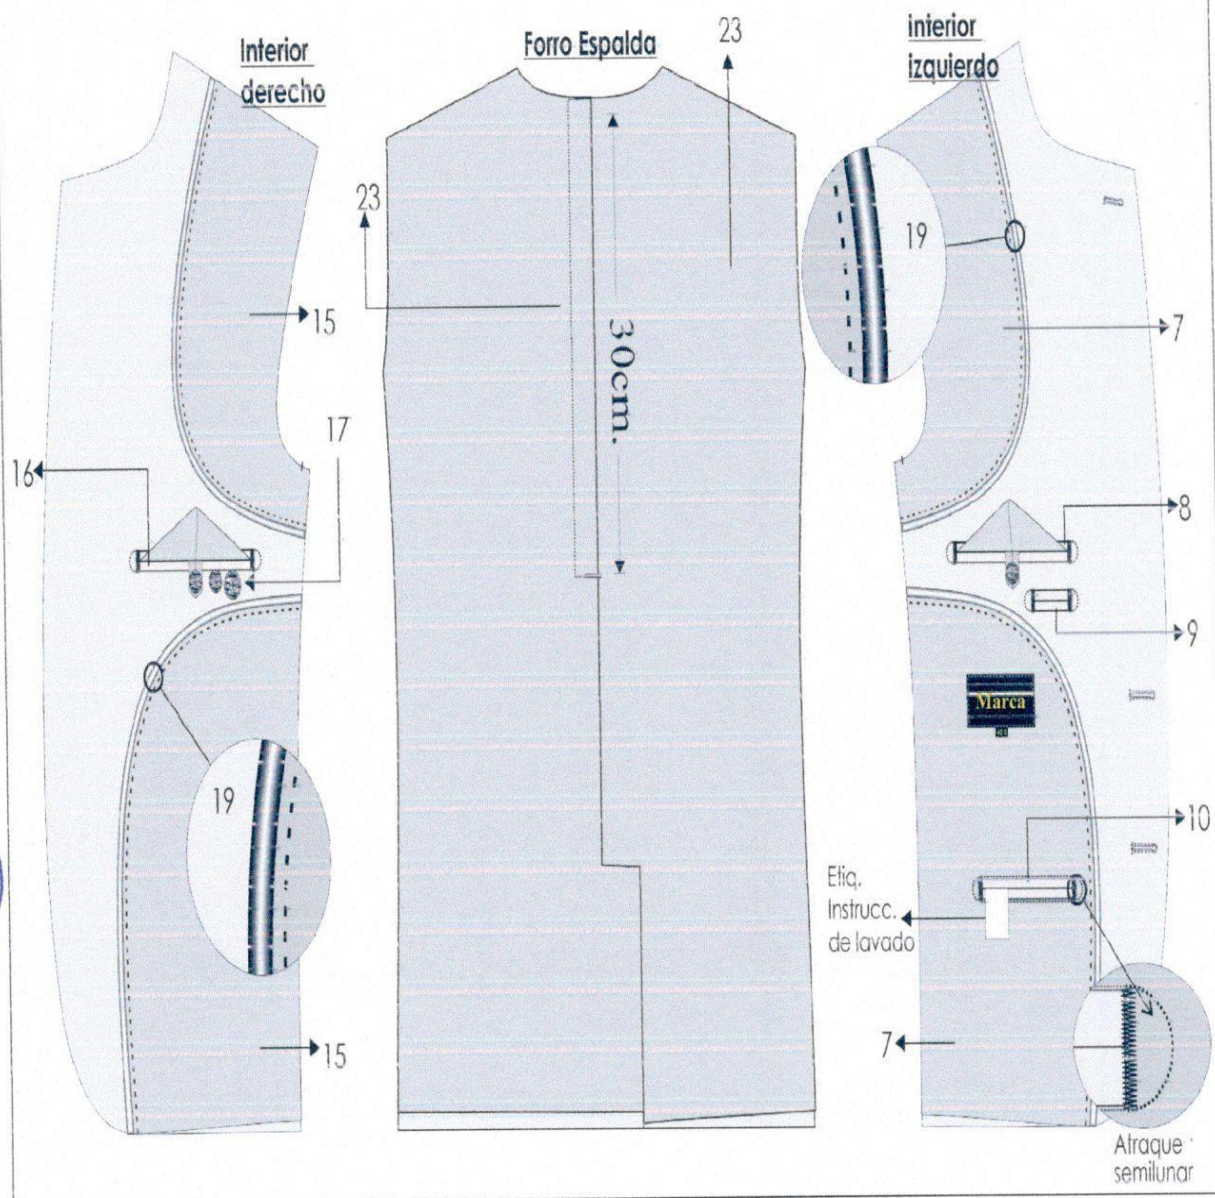 Interior
derecho
Forro Espalda
23
interior
izquierdo
23
19
15
7
30cm.
17
16
8
9
Marca
19
10
Etiq.
Instrucc.
de lavado
15
7
Atraque
semilunar